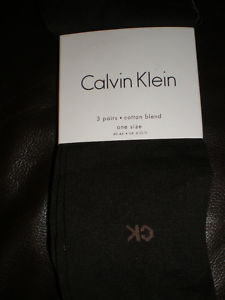 Calvin Klein
3 pairs • cotton blend
one size
CK